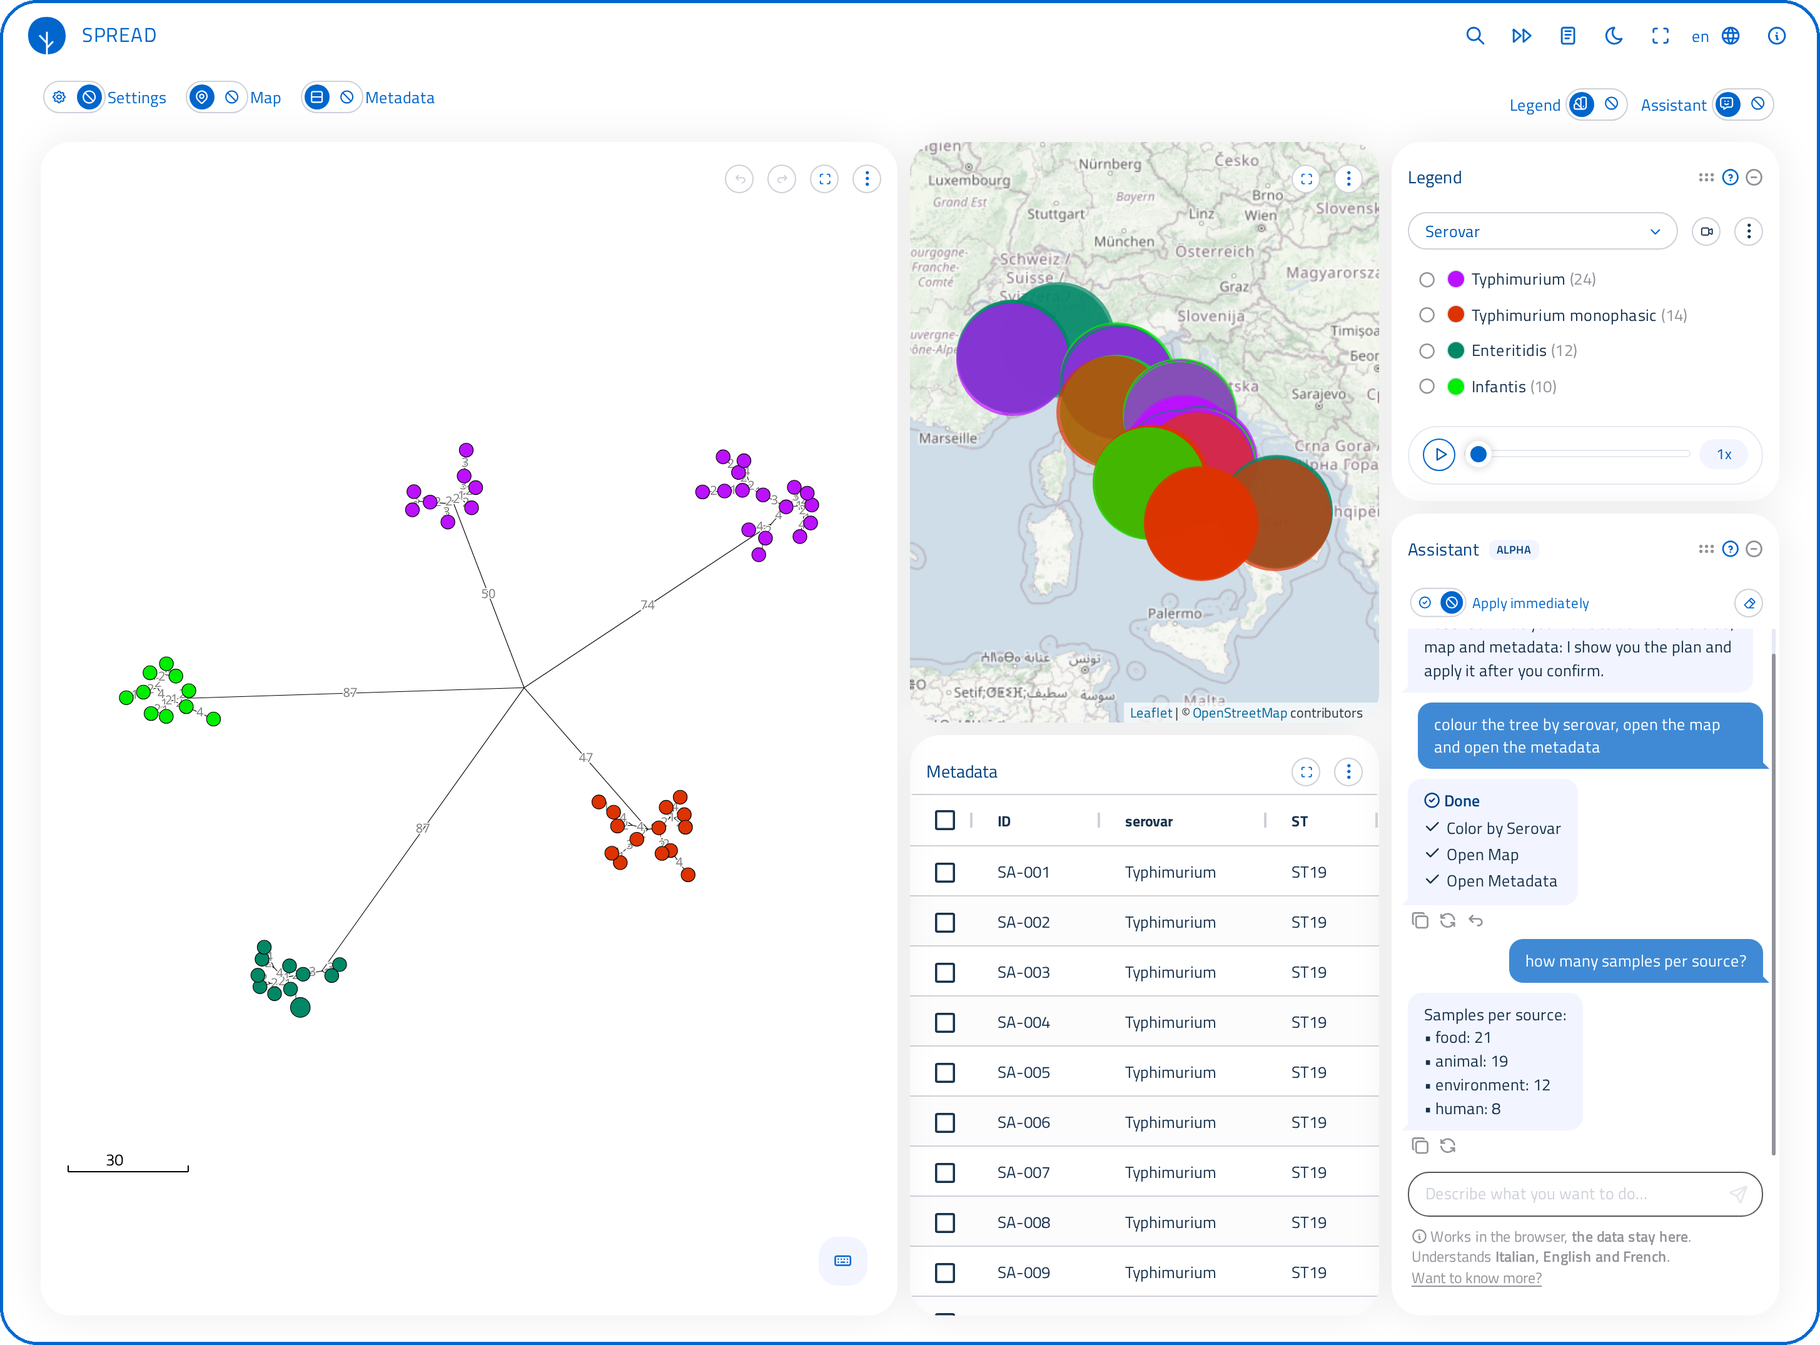 SPREAD
en
Settings
Map
Metadata
Legend
Assistant
50
74
87
47
87
30
Luxembourg
Grand Est
Nürnberg
Česko
Bayern
Brno
Stuttgart
Linz
Wien
München
Österreich
Schweiz /
Suisse /
Graz
Slovenija
Marseille
Sarajevo
Palermo
تونس
عنابة
سطيف
سوسة
Malta
Leaflet | © OpenStreetMap contributors
Metadata
ID serovar ST
SA-001 Typhimurium ST19
SA-002 Typhimurium ST19
SA-003 Typhimurium ST19
SA-004 Typhimurium ST19
SA-005 Typhimurium ST19
SA-006 Typhimurium ST19
SA-007 Typhimurium ST19
SA-008 Typhimurium ST19
SA-009 Typhimurium ST19
Legend
Serovar
Typhimurium (24)
Typhimurium monophasic (14)
Enteritidis (12)
Infantis (10)
1x
Assistant ALPHA
Apply immediately
map and metadata: I show you the plan and
apply it after you confirm.
colour the tree by serovar, open the map
and open the metadata
Done
Color by Serovar
Open Map
Open Metadata
how many samples per source?
Samples per source:
▪ food: 21
▪ animal: 19
▪ environment: 12
▪ human: 8
Describe what you want to do...
Works in the browser, the data stay here.
Understands Italian, English and French.
Want to know more?